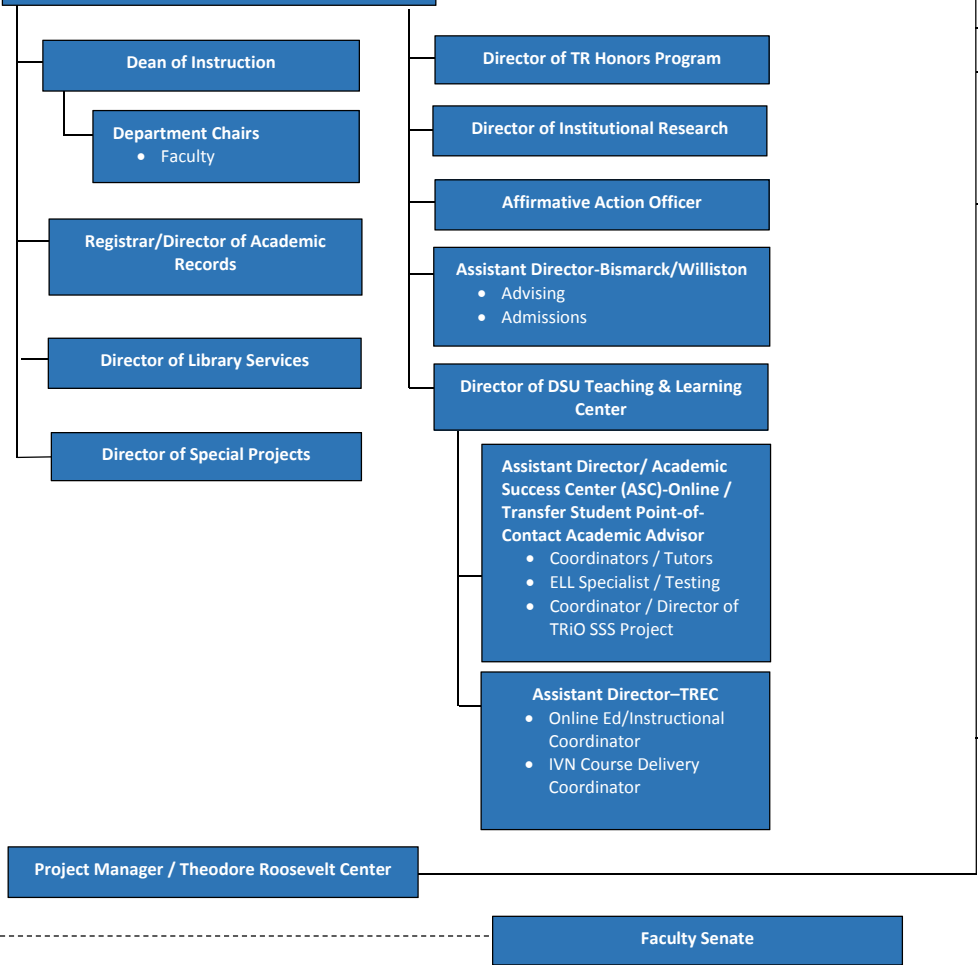 Dean of Instruction
Department Chairs
• Faculty
Registrar/Director of Academic
Records
Director of Library Services
Director of Special Projects
Director of TR Honors Program
Director of Institutional Research
Affirmative Action Officer
Assistant Director-Bismarck/Williston
• Advising
• Admissions
Director of DSU Teaching & Learning
Center
Assistant Director/ Academic
Success Center (ASC)-Online /
Transfer Student Point-of-
Contact Academic Advisor
• Coordinators / Tutors
• ELL Specialist / Testing
• Coordinator / Director of
TRiO SSS Project
Assistant Director–TREC
• Online Ed/Instructional
Coordinator
• IVN Course Delivery
Coordinator
Project Manager / Theodore Roosevelt Center
Faculty Senate